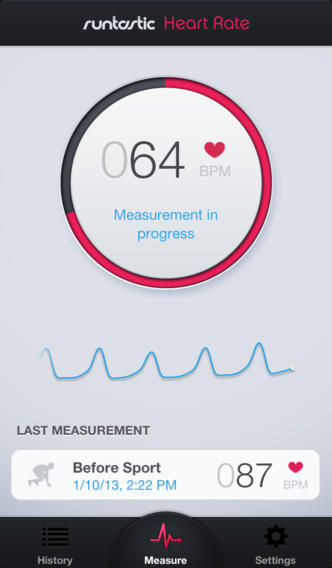 runtastic Heart Rate
064
BPM
Measurement in
progress
LAST MEASUREMENT
Before Sport
1/10/13, 2:22 PM
087
BPM
History
Measure
Settings